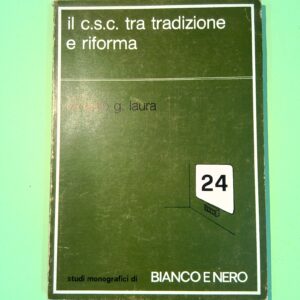 il c.s.c. tra tradizione
e riforma
g. laura
24
studi monografici di BIANCO E NERO